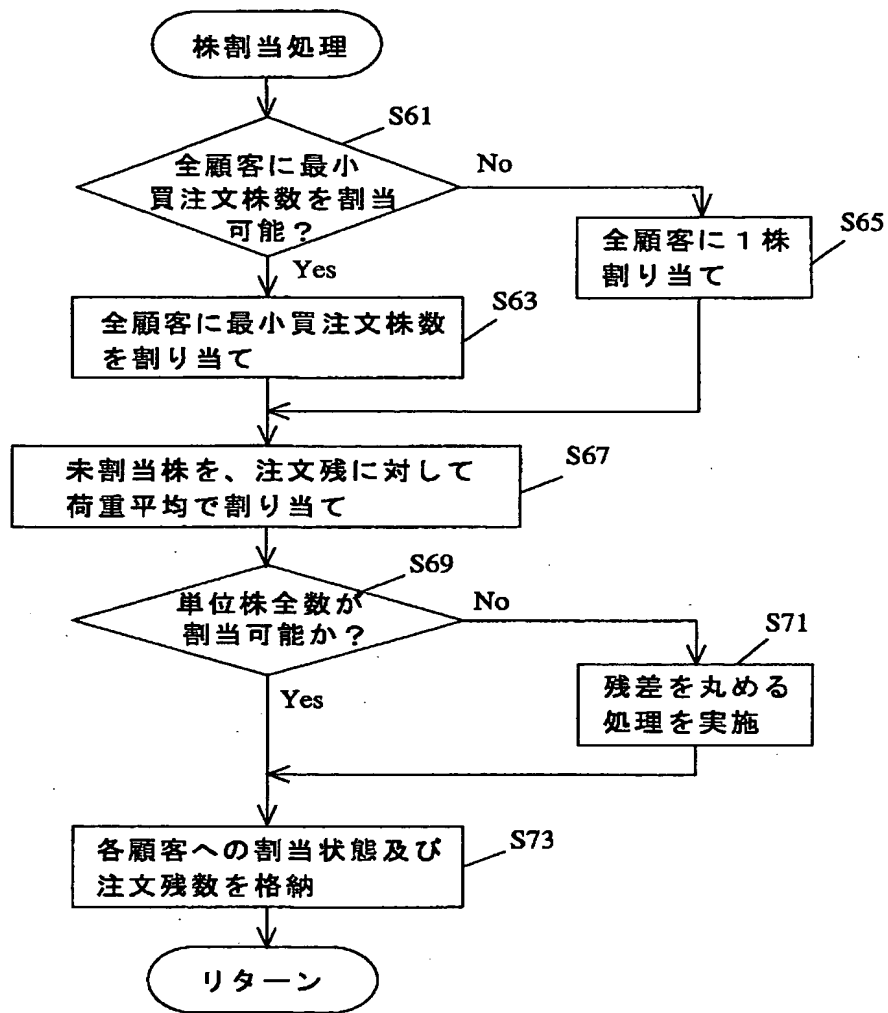 株割当処理
S61
全顧客に最小
買注文株数を割当
可能？
No
Yes
S65
全顧客に１株
割り当て
S63
全顧客に最小買注文株数
を割り当て
S67
未割当株を、注文残に対して
荷重平均で割り当て
S69
単位株全数が
割当可能か？
No
Yes
S71
残差を丸める
処理を実施
S73
各顧客への割当状態及び
注文残数を格納
リターン